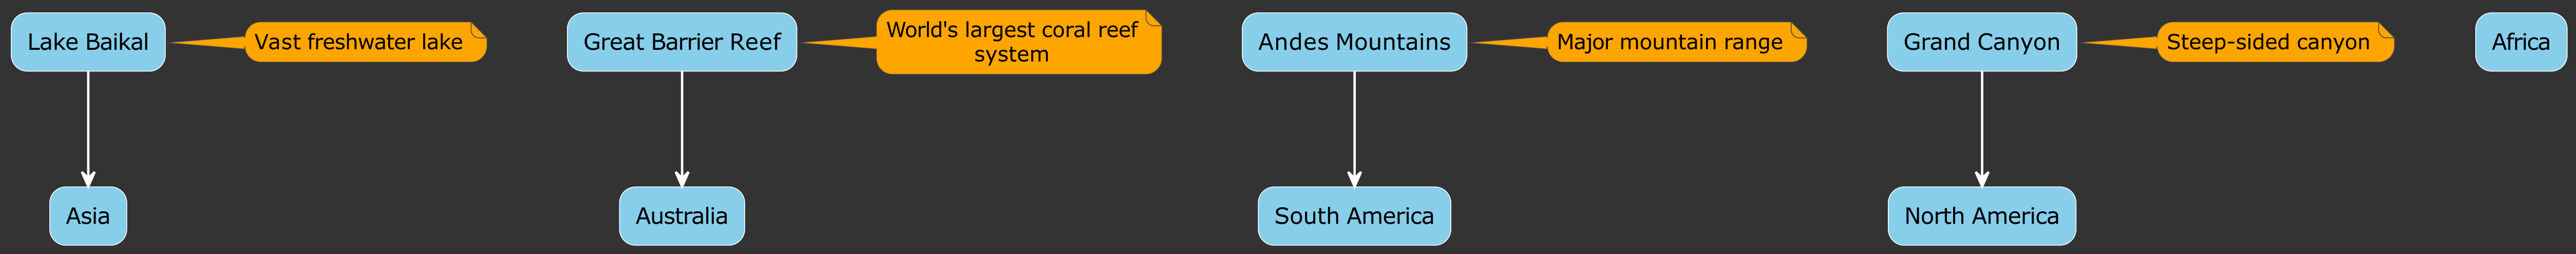 Lake Baikal
Vast freshwater lake
Great Barrier Reef
World's largest coral reef
system
Andes Mountains
Major mountain range
Grand Canyon
Steep-sided canyon
Africa
Asia
Australia
South America
North America